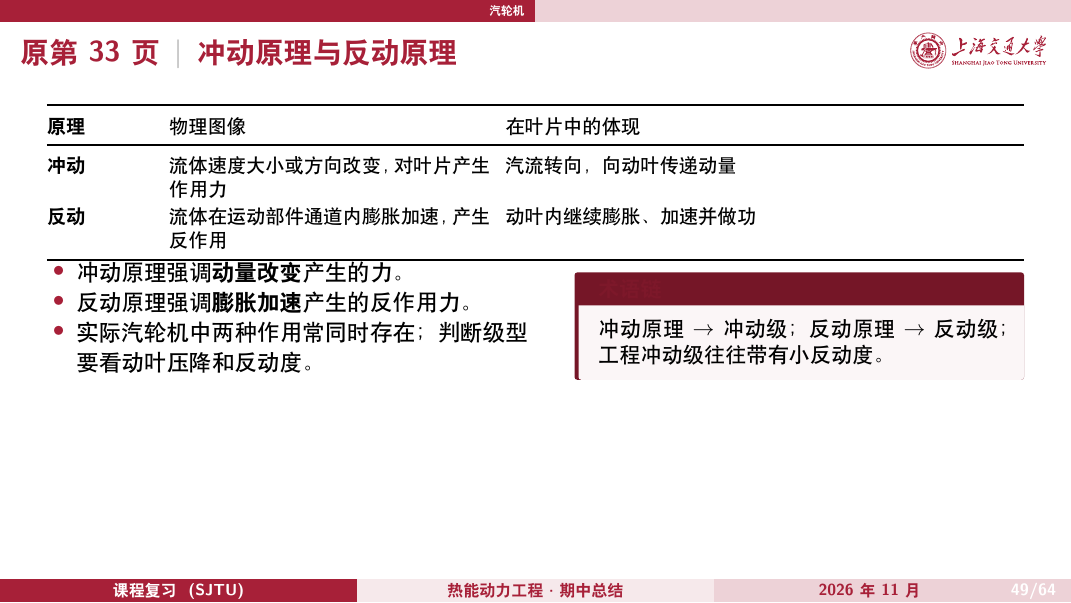 汽轮机
原第 33 页 | 冲动原理与反动原理
上海交通大学
SHANGHAI JIAO TONG UNIVERSITY
原理 物理图像 在叶片中的体现
冲动 流体速度大小或方向改变,对叶片产生 汽流转向,向动叶传递动量
作用力
反动 流体在运动部件通道内膨胀加速,产生 动叶内继续膨胀、加速并做功
反作用
• 冲动原理强调动量改变产生的力。
• 反动原理强调膨胀加速产生的反作用力。
• 实际汽轮机中两种作用常同时存在;判断级型
要看动叶压降和反动度。
冲动原理 → 冲动级;反动原理 → 反动级;
工程冲动级往往带有小反动度。
课程复习 (SJTU) 热能动力工程 · 期中总结 2026 年 11 月 49/64